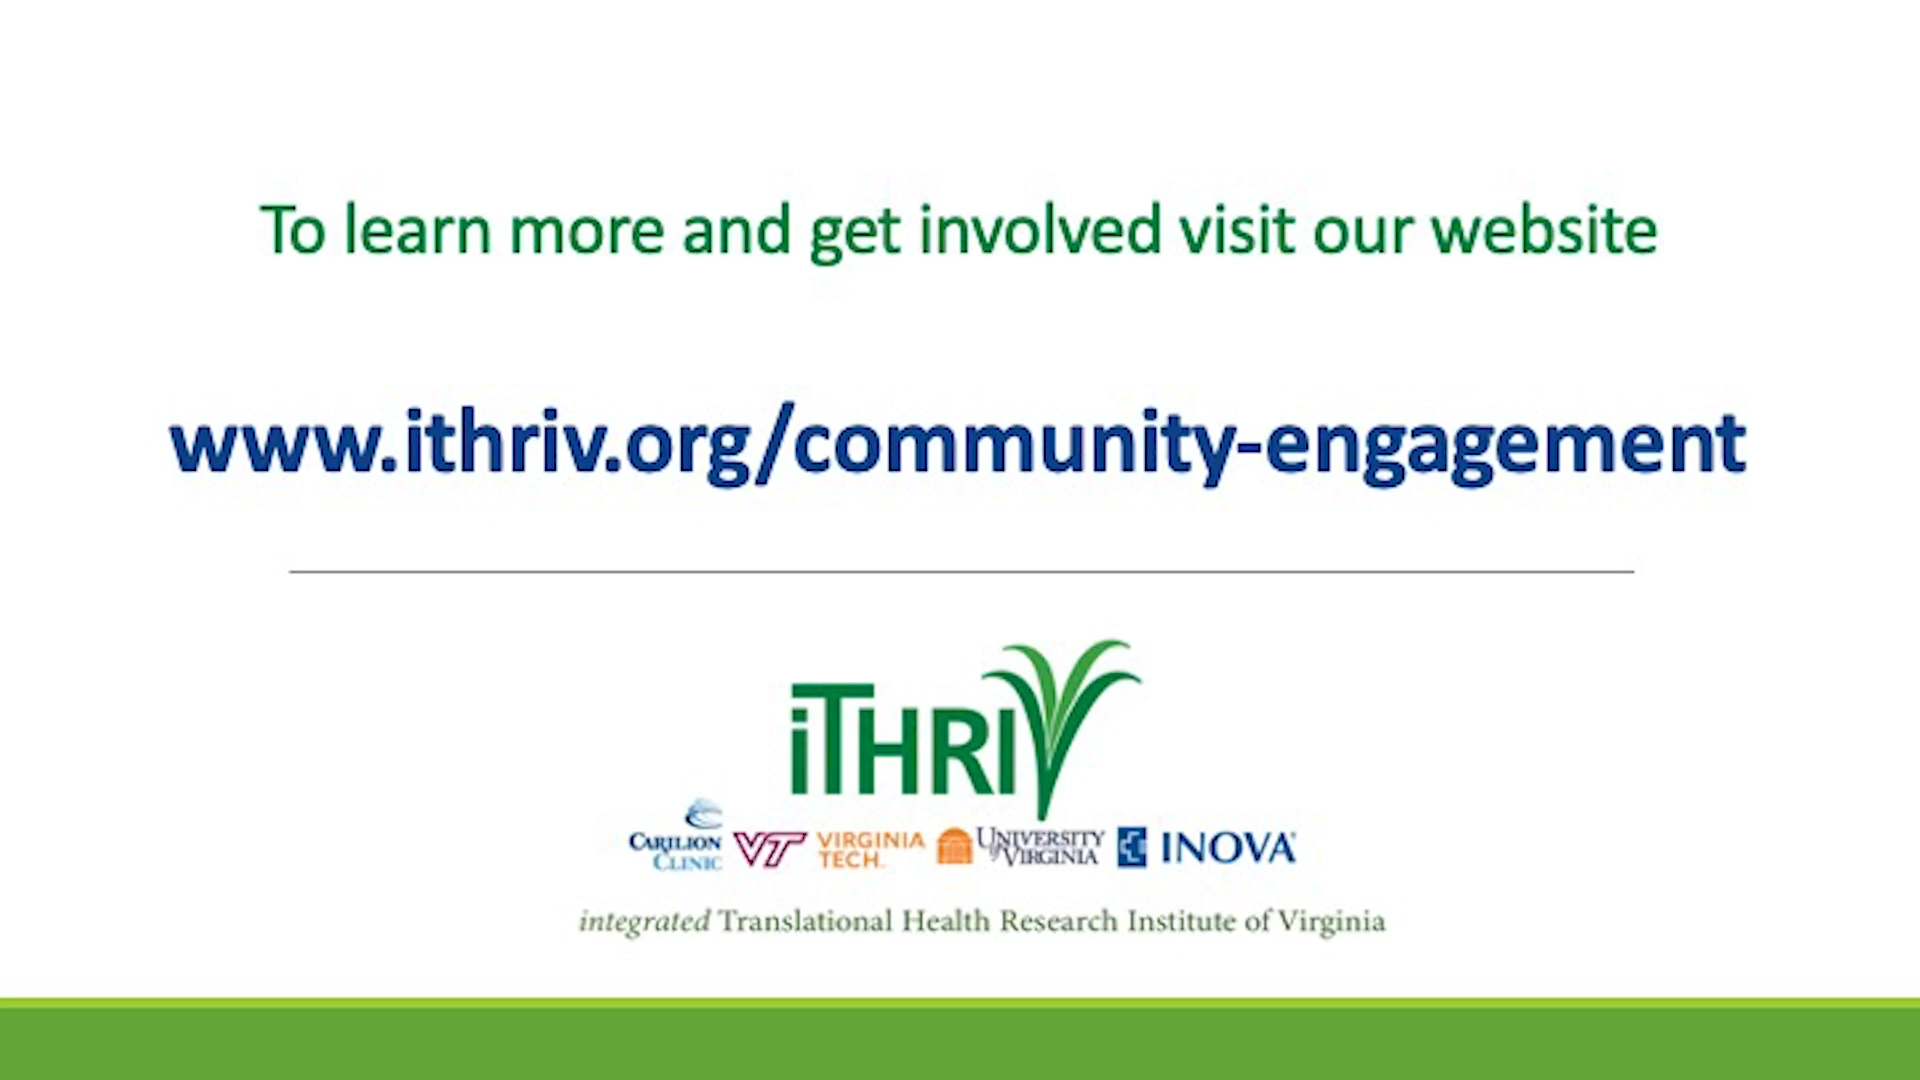 To learn more and get involved visit our website
www.ithriv.org/community-engagement
iTHRIV
CARILION CLINIC VT VIRGINIA TECH. UNIVERSITY of VIRGINIA INOVA
integrated Translational Health Research Institute of Virginia